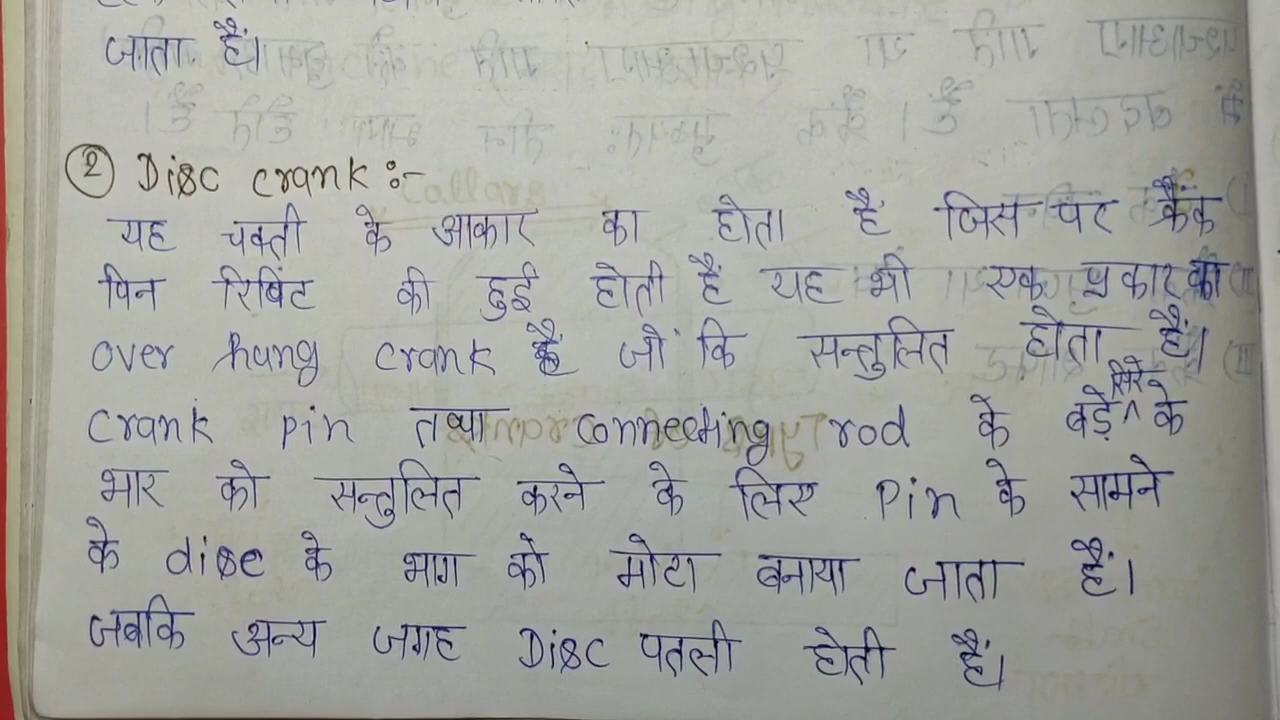 जाता हैं।
② Disc crank :-
यह चक्ती के आकार का होता है जिस पर क्रैंक
पिन रिबिंट की हुई होती है यह भी एक प्रकार की
over hung crank है जो कि सन्तुलित होता है।
crank pin तथा connecting rod के बड़े सिरे के
भार को सन्तुलित करने के लिए Pin के सामने
के disc के भाग को मोटा बनाया जाता हैं।
जबकि अन्य जगह Disc पतली होती हैं।